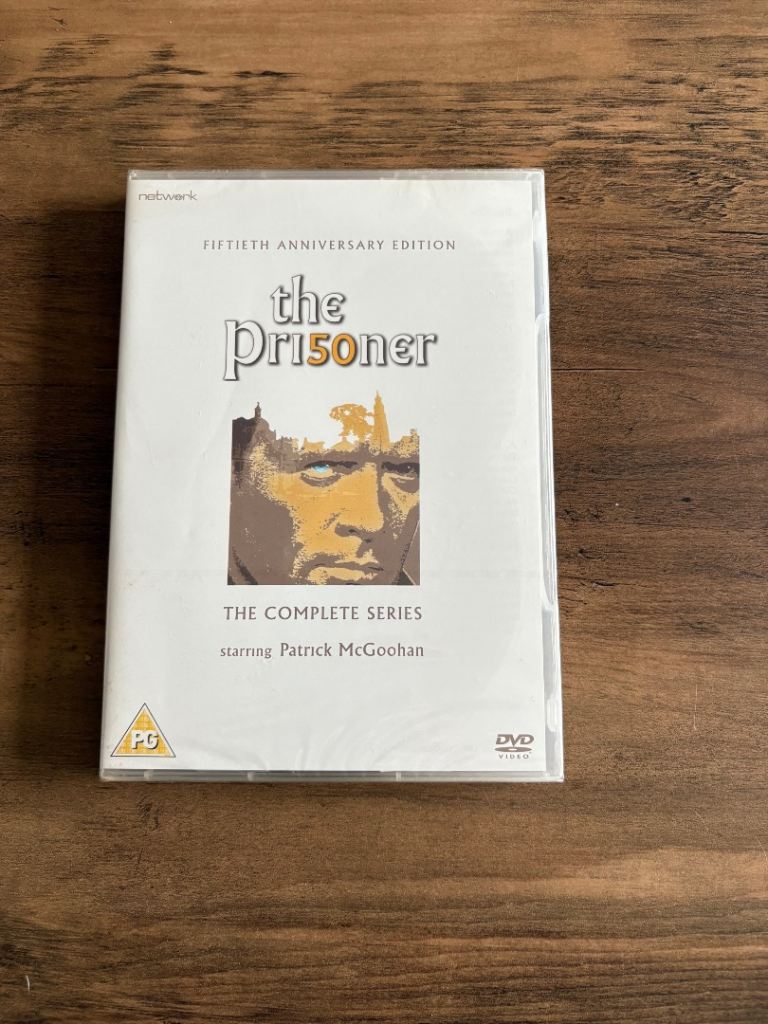 network
FIFTIETH ANNIVERSARY EDITION
the
pri50ner
THE COMPLETE SERIES
starring Patrick McGoohan
PG
DVD
VIDEO